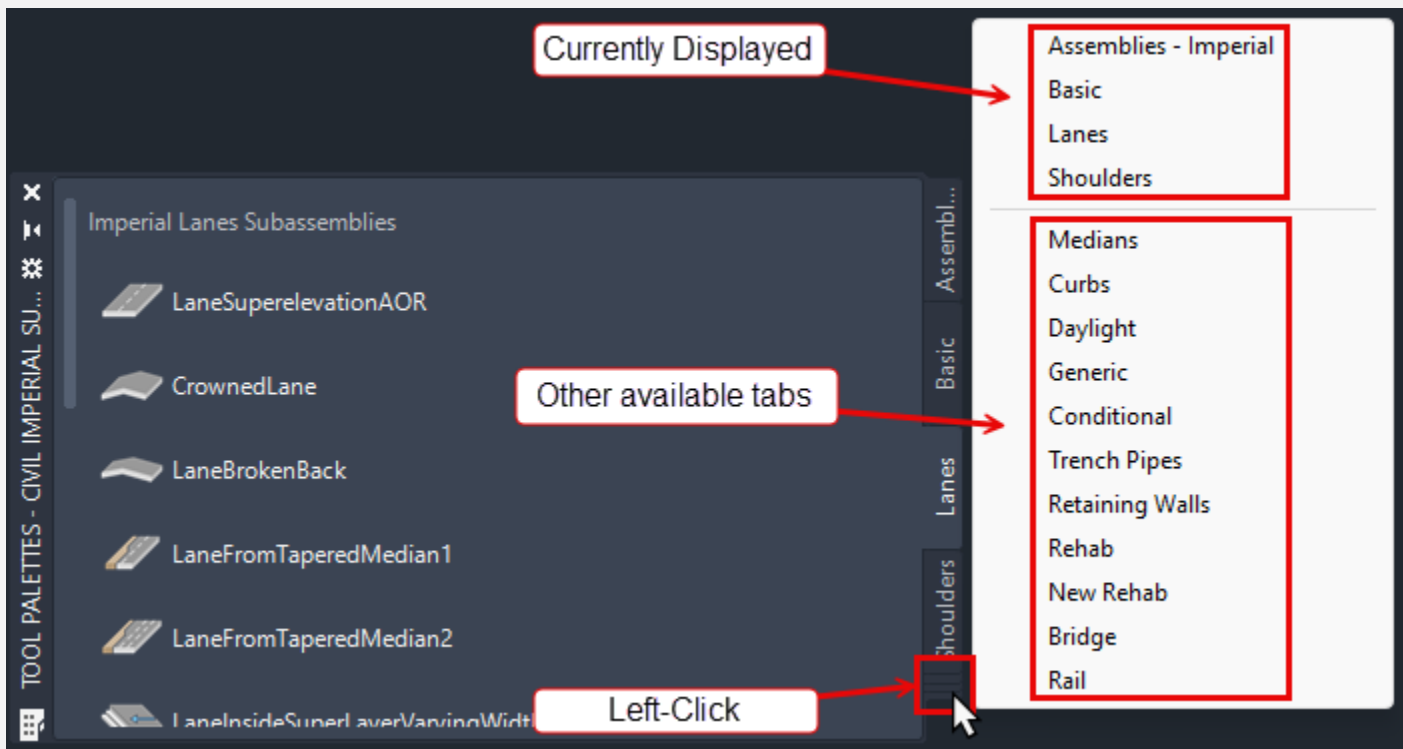 Currently Displayed
Assemblies - Imperial
Basic
Lanes
Shoulders
Medians
Curbs
Daylight
Generic
Conditional
Trench Pipes
Retaining Walls
Rehab
New Rehab
Bridge
Rail
Other available tabs
Left-Click
TOOL PALETTES - CIVIL IMPERIAL SU...
Imperial Lanes Subassemblies
LaneSuperelevationAOR
CrownedLane
LaneBrokenBack
LaneFromTaperedMedian1
LaneFromTaperedMedian2
LaneInsideSuperLayerVaryingWidth
Assembl...
Basic
Lanes
Shoulders